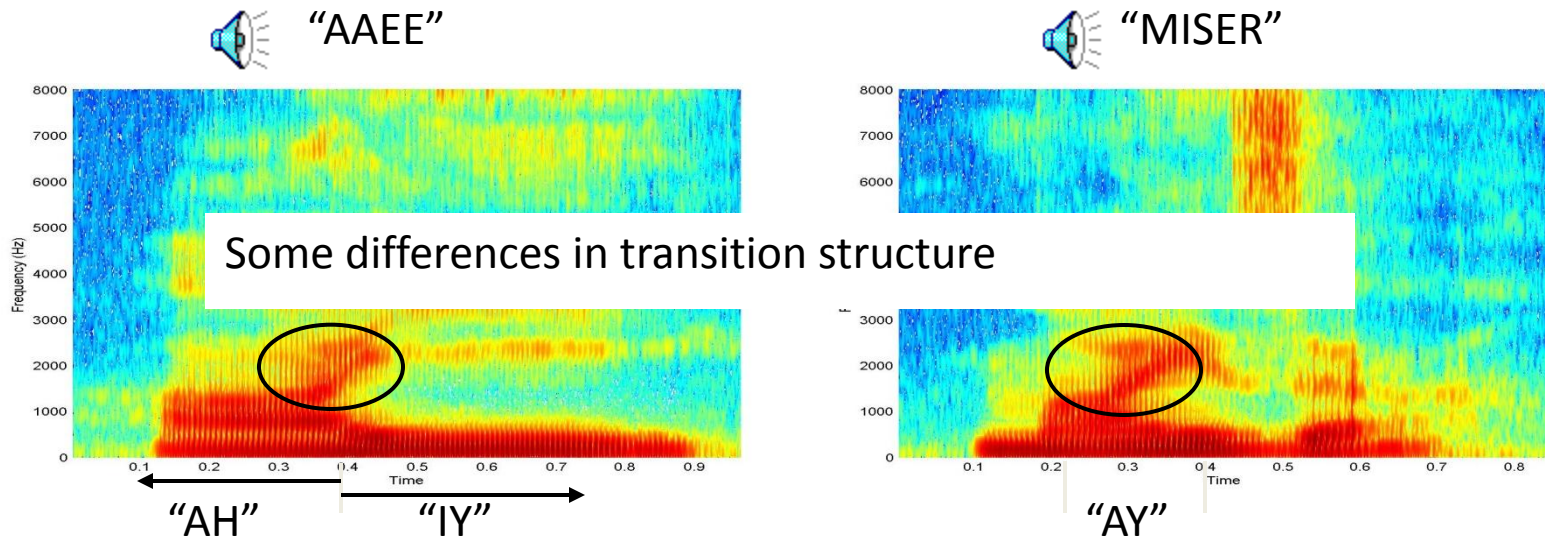 “AAEE”
“MISER”
8000
7000
6000
5000
4000
3000
2000
1000
0
Frequency (Hz)
0.1 0.2 0.3 0.4 0.5 0.6 0.7 0.8 0.9
Time
8000
7000
6000
3000
2000
1000
0
0.1 0.2 0.3 0.4 0.5 0.6 0.7 0.8
Time
Some differences in transition structure
“AH” “IY”
“AY”